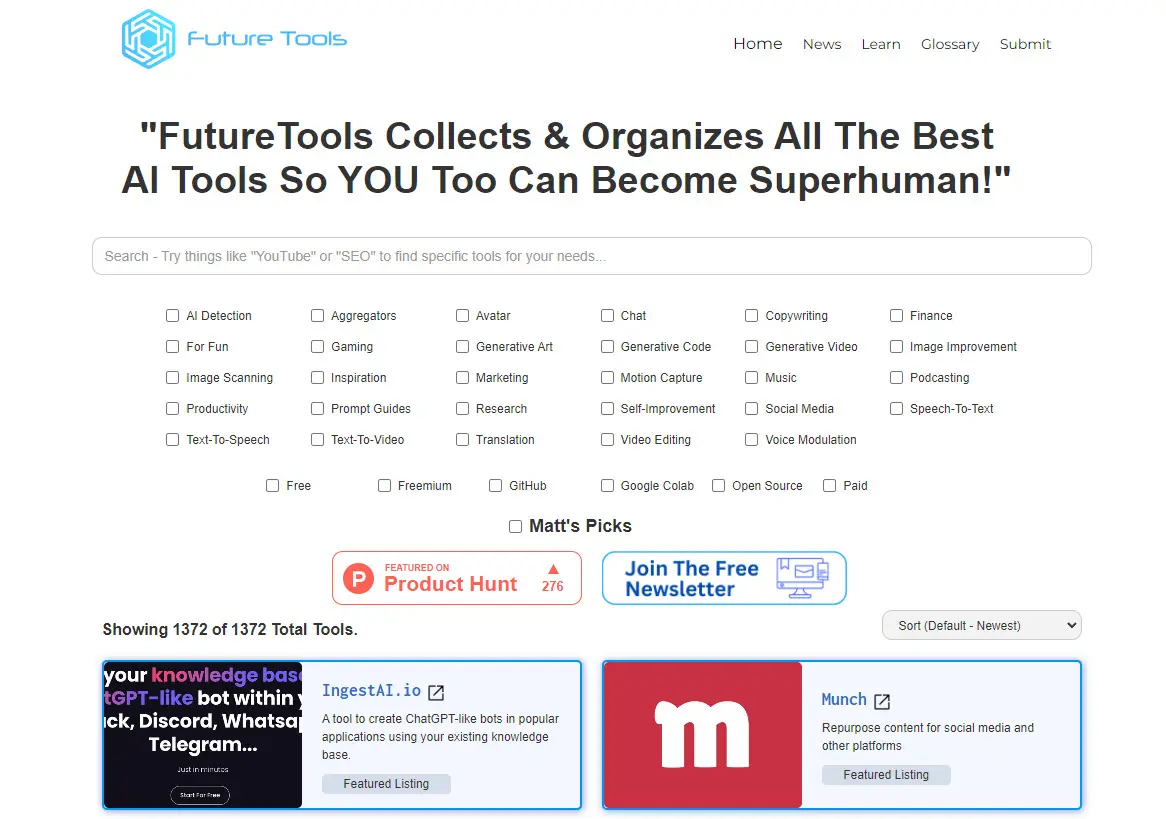 Future Tools
Home News Learn Glossary Submit
"FutureTools Collects & Organizes All The Best
AI Tools So YOU Too Can Become Superhuman!"
Search - Try things like "YouTube" or "SEO" to find specific tools for your needs...
AI Detection Aggregators Avatar Chat Copywriting Finance
For Fun Gaming Generative Art Generative Code Generative Video Image Improvement
Image Scanning Inspiration Marketing Motion Capture Music Podcasting
Productivity Prompt Guides Research Self-Improvement Social Media Speech-To-Text
Text-To-Speech Text-To-Video Translation Video Editing Voice Modulation
Free Freemium GitHub Google Colab Open Source Paid
Matt's Picks
P
FEATURED ON
Product Hunt
276
Join The Free
Newsletter
Showing 1372 of 1372 Total Tools.
Sort (Default - Newest)
your knowledge bas
tGPT-like bot within y
ck, Discord, Whatsap
Telegram...
Just in minutes
Start For Free
IngestAI.io
A tool to create ChatGPT-like bots in popular
applications using your existing knowledge
base.
Featured Listing
m
Munch
Repurpose content for social media and
other platforms
Featured Listing